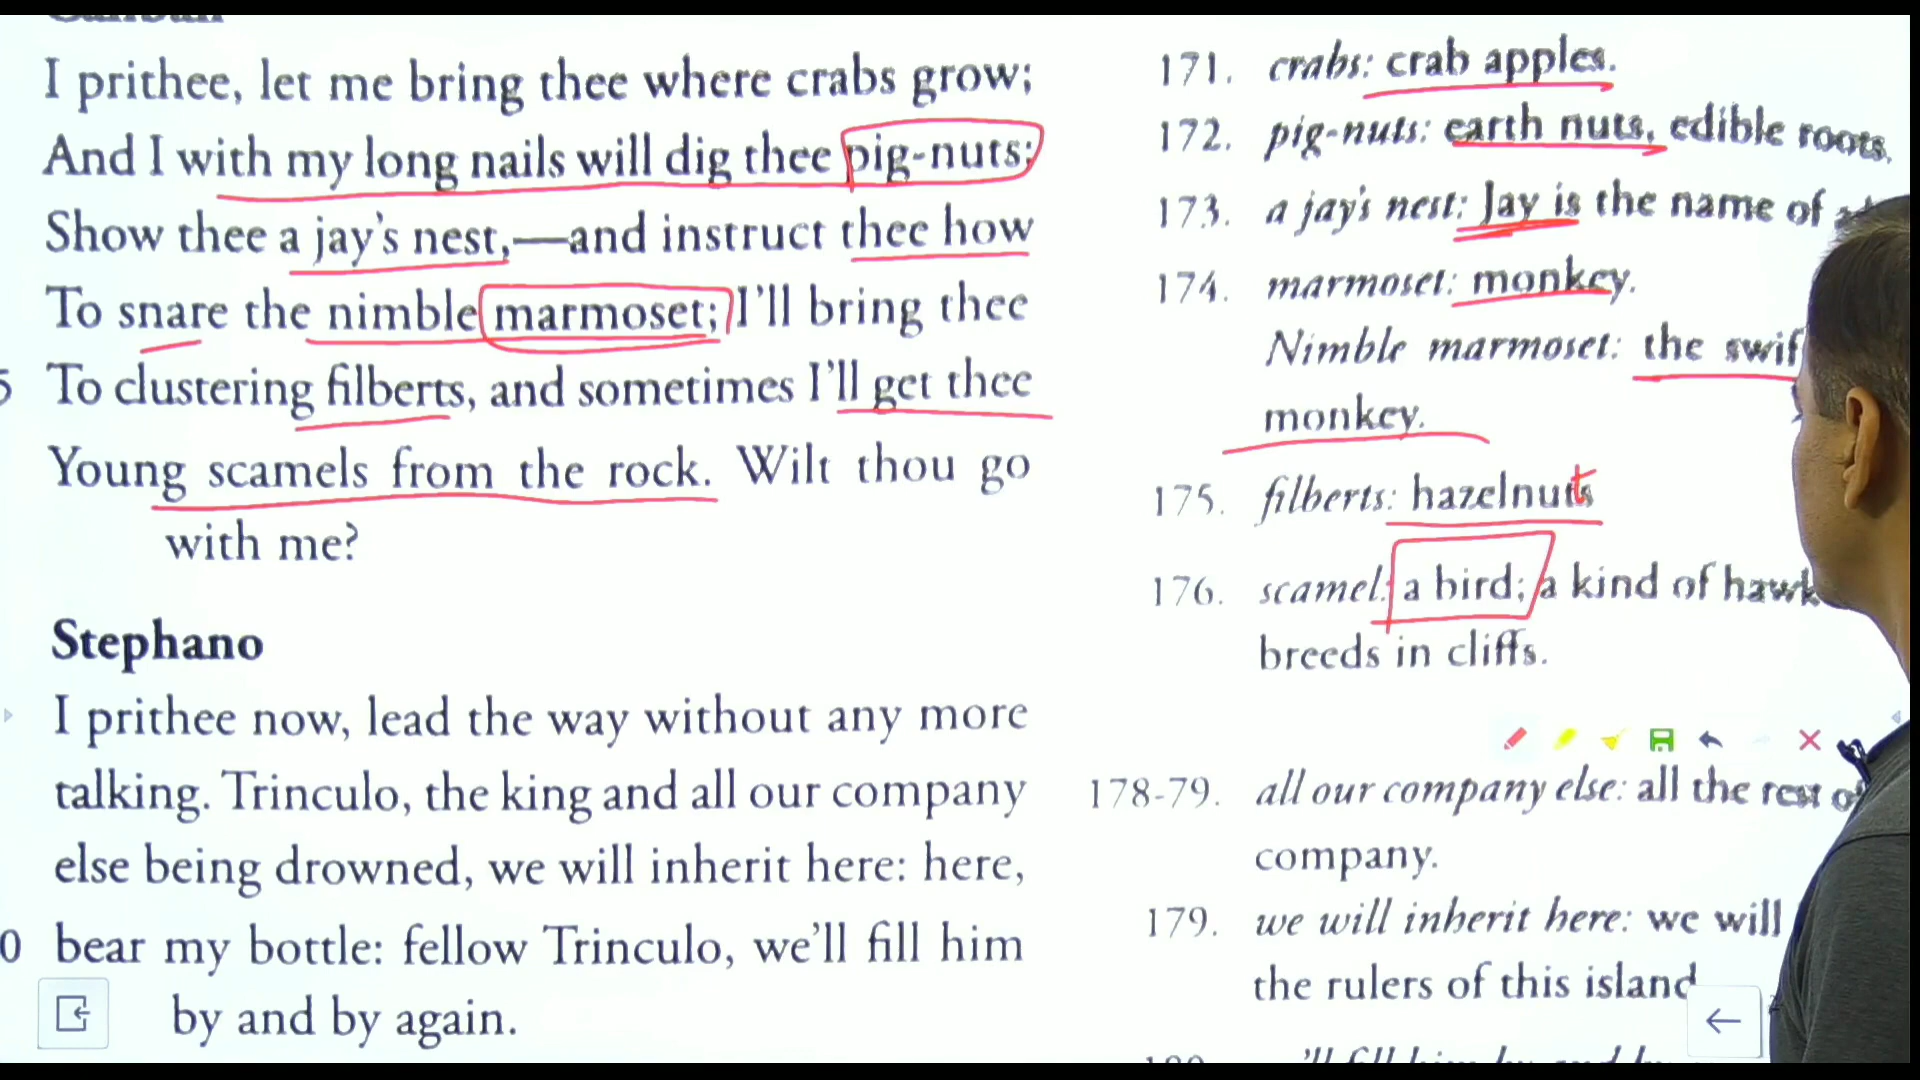 I prithee, let me bring thee where crabs grow;
And I with my long nails will dig thee pig-nuts;
Show thee a jay's nest,—and instruct thee how
To snare the nimble marmoset; I'll bring thee
5 To clustering filberts, and sometimes I'll get thee
Young scamels from the rock. Wilt thou go
with me?
Stephano
I prithee now, lead the way without any more
talking. Trinculo, the king and all our company
else being drowned, we will inherit here: here,
0 bear my bottle: fellow Trinculo, we'll fill him
by and by again.
171. crabs: crab apples.
172. pig-nuts: earth nuts, edible roots.
173. a jay's nest: Jay is the name of
174. marmoset: monkey.
Nimble marmoset: the
monkey.
175. filberts: hazelnuts
176. scamel: a bird; a kind of hawk
breeds in cliffs.
178-79. all our company else: all the rest
company.
179. we will inherit here: we will
the rulers of this island